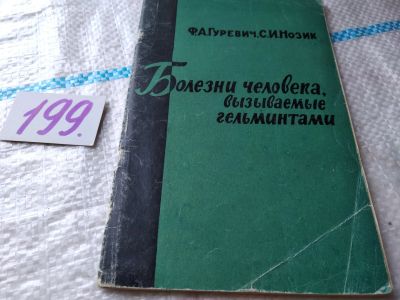 Ф.А.Гуревич, С.И.Нозик
Болезни человека,
вызываемые
гельминтами
199.